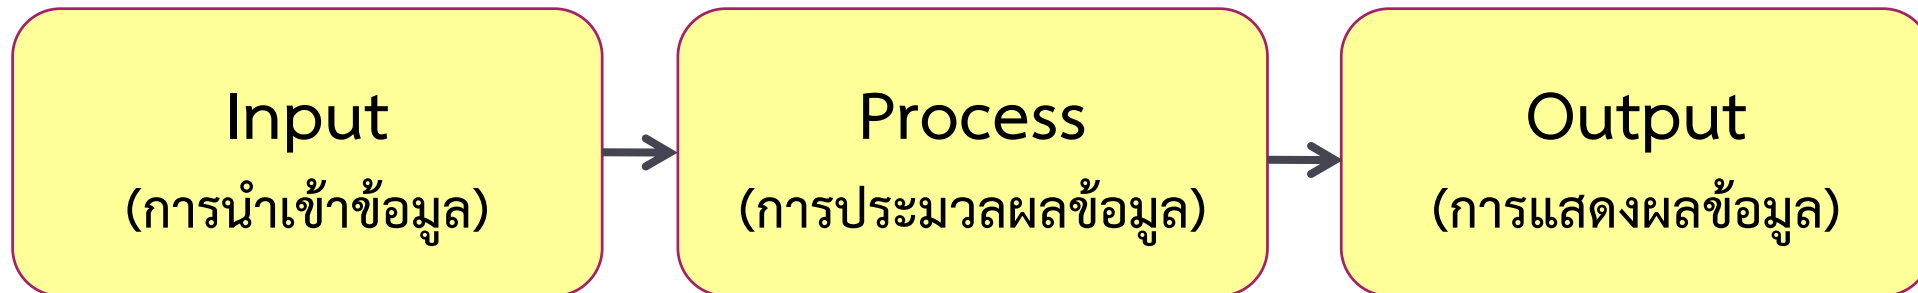 Input
(การนำเข้าข้อมูล)
Process
(การประมวลผลข้อมูล)
Output
(การแสดงผลข้อมูล)